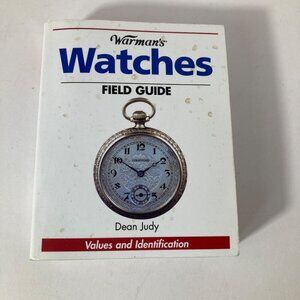 Warman's
Watches
FIELD GUIDE
Dean Judy
Values and Identification